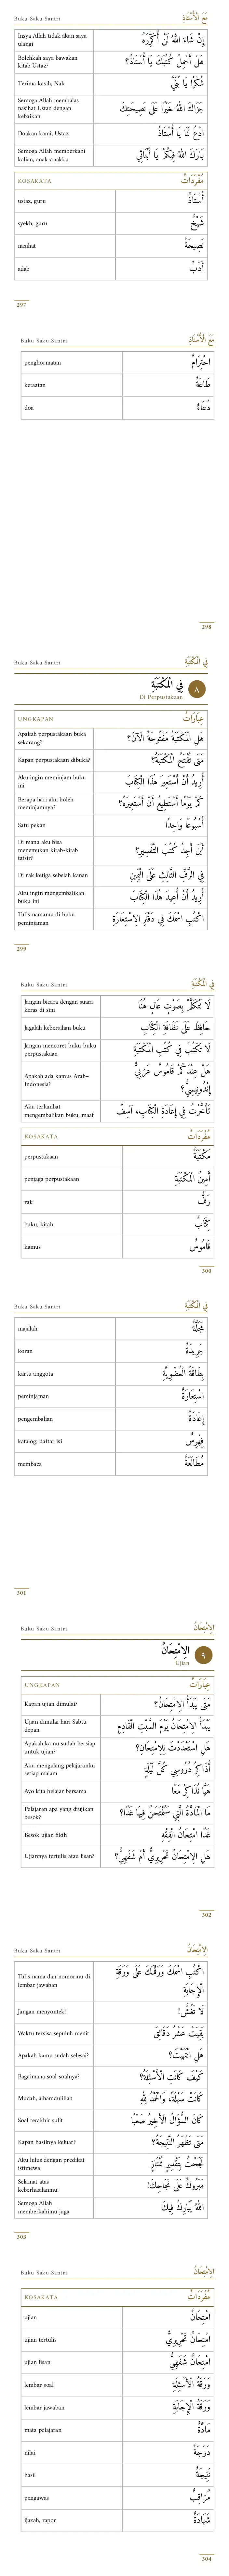 Buku Saku Santri مَعَ الْأُسْتَاذِ
Insya Allah tidak akan saya ulangi إِنْ شَاءَ اللّٰهُ لَنْ أُكَرِّرَهُ
Bolehkah saya bawakan kitab Ustaz? هَلْ أَحْمِلُ كُتُبَكَ يَا أُسْتَاذُ؟
Terima kasih, Nak شُكْرًا يَا بُنَيَّ
Semoga Allah membalas nasihat Ustaz dengan kebaikan جَزَاكَ اللّٰهُ خَيْرًا عَلَى نَصِيحَتِكَ
Doakan kami, Ustaz ادْعُ لَنَا يَا أُسْتَاذُ
Semoga Allah memberkahi kalian, anak-anakku بَارَكَ اللّٰهُ فِيكُمْ يَا أَبْنَائِي
KOSAKATA مُفْرَدَاتٌ
ustaz, guru أُسْتَاذٌ
syekh, guru شَيْخٌ
nasihat نَصِيحَةٌ
adab أَدَبٌ
297
Buku Saku Santri مَعَ الْأُسْتَاذِ
penghormatan احْتِرَامٌ
ketaatan طَاعَةٌ
doa دُعَاءٌ
298
Buku Saku Santri فِي الْمَكْتَبَةِ
٨ فِي الْمَكْتَبَةِ
Di Perpustakaan
UNGKAPAN عِبَارَاتٌ
Apakah perpustakaan buka sekarang? هَلِ الْمَكْتَبَةُ مَفْتُوحَةٌ الْآنَ؟
Kapan perpustakaan dibuka? مَتَى تُفْتَحُ الْمَكْتَبَةُ؟
Aku ingin meminjam buku ini أُرِيدُ أَنْ أَسْتَعِيرَ هٰذَا الْكِتَابَ
Berapa hari aku boleh meminjamnya? كَمْ يَوْمًا أَسْتَطِيعُ أَنْ أَسْتَعِيرَهُ؟
Satu pekan أُسْبُوعًا وَاحِدًا
Di mana aku bisa menemukan kitab-kitab tafsir? أَيْنَ أَجِدُ كُتُبَ التَّفْسِيرِ؟
Di rak ketiga sebelah kanan فِي الرَّفِّ الثَّالِثِ عَلَى الْيَمِينِ
Aku ingin mengembalikan buku ini أُرِيدُ أَنْ أُعِيدَ هٰذَا الْكِتَابَ
Tulis namamu di buku peminjaman اُكْتُبِ اسْمَكَ فِي دَفْتَرِ الِاسْتِعَارَةِ
299
Buku Saku Santri فِي الْمَكْتَبَةِ
Jangan bicara dengan suara keras di sini لَا تَتَكَلَّمْ بِصَوْتٍ عَالٍ هُنَا
Jagalah kebersihan buku حَافِظْ عَلَى نَظَافَةِ الْكِتَابِ
Jangan mencoret buku-buku perpustakaan لَا تَكْتُبْ فِي كُتُبِ الْمَكْتَبَةِ
Apakah ada kamus Arab–Indonesia? هَلْ عِنْدَكُمْ قَامُوسٌ عَرَبِيٌّ إِنْدُونِيسِيٌّ؟
Aku terlambat mengembalikan buku, maaf تَأَخَّرْتُ فِي إِعَادَةِ الْكِتَابِ، آسِفٌ
KOSAKATA مُفْرَدَاتٌ
perpustakaan مَكْتَبَةٌ
penjaga perpustakaan أَمِينُ الْمَكْتَبَةِ
rak رَفٌّ
buku, kitab كِتَابٌ
kamus قَامُوسٌ
300
Buku Saku Santri فِي الْمَكْتَبَةِ
majalah مَجَلَّةٌ
koran جَرِيدَةٌ
kartu anggota بِطَاقَةُ الْعُضْوِيَّةِ
peminjaman اسْتِعَارَةٌ
pengembalian إِعَادَةٌ
katalog; daftar isi فِهْرِسٌ
membaca مُطَالَعَةٌ
301
Buku Saku Santri الِامْتِحَانُ
٩ الِامْتِحَانُ
Ujian
UNGKAPAN عِبَارَاتٌ
Kapan ujian dimulai? مَتَى يَبْدَأُ الِامْتِحَانُ؟
Ujian dimulai hari Sabtu depan يَبْدَأُ الِامْتِحَانُ يَوْمَ السَّبْتِ الْقَادِمِ
Apakah kamu sudah bersiap untuk ujian? هَلِ اسْتَعْدَدْتَ لِلِامْتِحَانِ؟
Aku mengulang pelajaranku setiap malam أُذَاكِرُ دُرُوسِي كُلَّ لَيْلَةٍ
Ayo kita belajar bersama هَيَّا نُذَاكِرْ مَعًا
Pelajaran apa yang diujikan besok? مَا الْمَادَّةُ الَّتِي سَنُمْتَحَنُ فِيهَا غَدًا؟
Besok ujian fikih غَدًا امْتِحَانُ الْفِقْهِ
Ujiannya tertulis atau lisan? هَلِ الِامْتِحَانُ تَحْرِيرِيٌّ أَمْ شَفَهِيٌّ؟
302
Buku Saku Santri الِامْتِحَانُ
Tulis nama dan nomormu di lembar jawaban اُكْتُبِ اسْمَكَ وَرَقْمَكَ عَلَى وَرَقَةِ الْإِجَابَةِ
Jangan menyontek! لَا تَغُشَّ!
Waktu tersisa sepuluh menit بَقِيَتْ عَشْرُ دَقَائِقَ
Apakah kamu sudah selesai? هَلِ انْتَهَيْتَ؟
Bagaimana soal-soalnya? كَيْفَ كَانَتِ الْأَسْئِلَةُ؟
Mudah, alhamdulillah كَانَتْ سَهْلَةً، وَالْحَمْدُ لِلّٰهِ
Soal terakhir sulit كَانَ السُّؤَالُ الْأَخِيرُ صَعْبًا
Kapan hasilnya keluar? مَتَى تَظْهَرُ النَّتِيجَةُ؟
Aku lulus dengan predikat istimewa نَجَحْتُ بِتَقْدِيرِ مُمْتَازٍ
Selamat atas keberhasilanmu! مَبْرُوكٌ عَلَى نَجَاحِكَ!
Semoga Allah memberkahimu juga اللّٰهُ يُبَارِكُ فِيكَ
303
Buku Saku Santri الِامْتِحَانُ
KOSAKATA مُفْرَدَاتٌ
ujian امْتِحَانٌ
ujian tertulis امْتِحَانٌ تَحْرِيرِيٌّ
ujian lisan امْتِحَانٌ شَفَهِيٌّ
lembar soal وَرَقَةُ الْأَسْئِلَةِ
lembar jawaban وَرَقَةُ الْإِجَابَةِ
mata pelajaran مَادَّةٌ
nilai دَرَجَةٌ
hasil نَتِيجَةٌ
pengawas مُرَاقِبٌ
ijazah, rapor شَهَادَةٌ
304